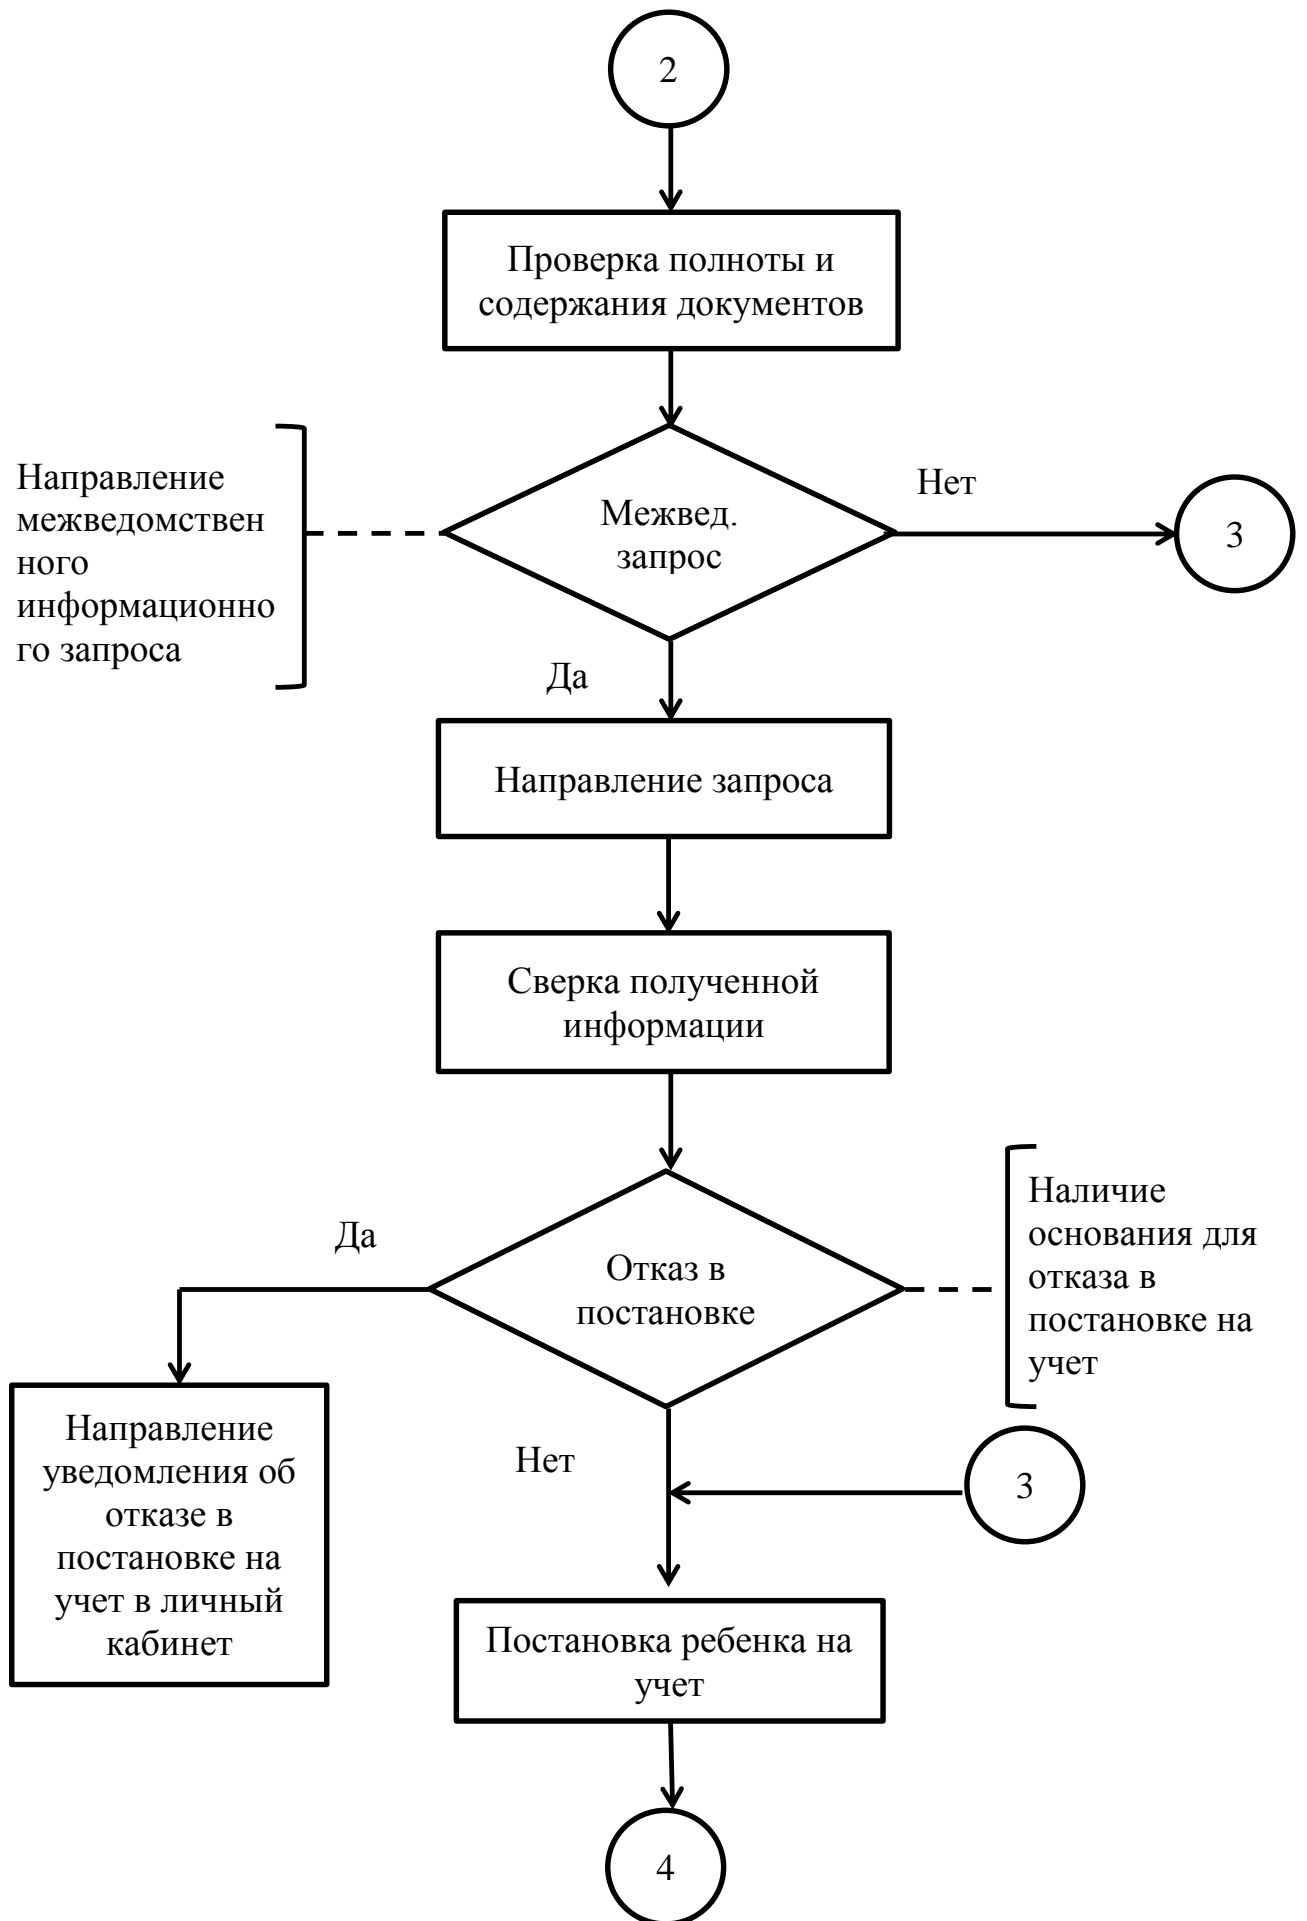 2
Проверка полноты и
содержания документов
Направление
межведомствен
ного
информационно
го запроса
Межвед.
запрос
Нет
3
Да
Направление запроса
Сверка полученной
информации
Да
Отказ в
постановке
Наличие
основания для
отказа в
постановке на
учет
Направление
уведомления об
отказе в
постановке на
учет в личный
кабинет
Нет
3
Постановка ребенка на
учет
4